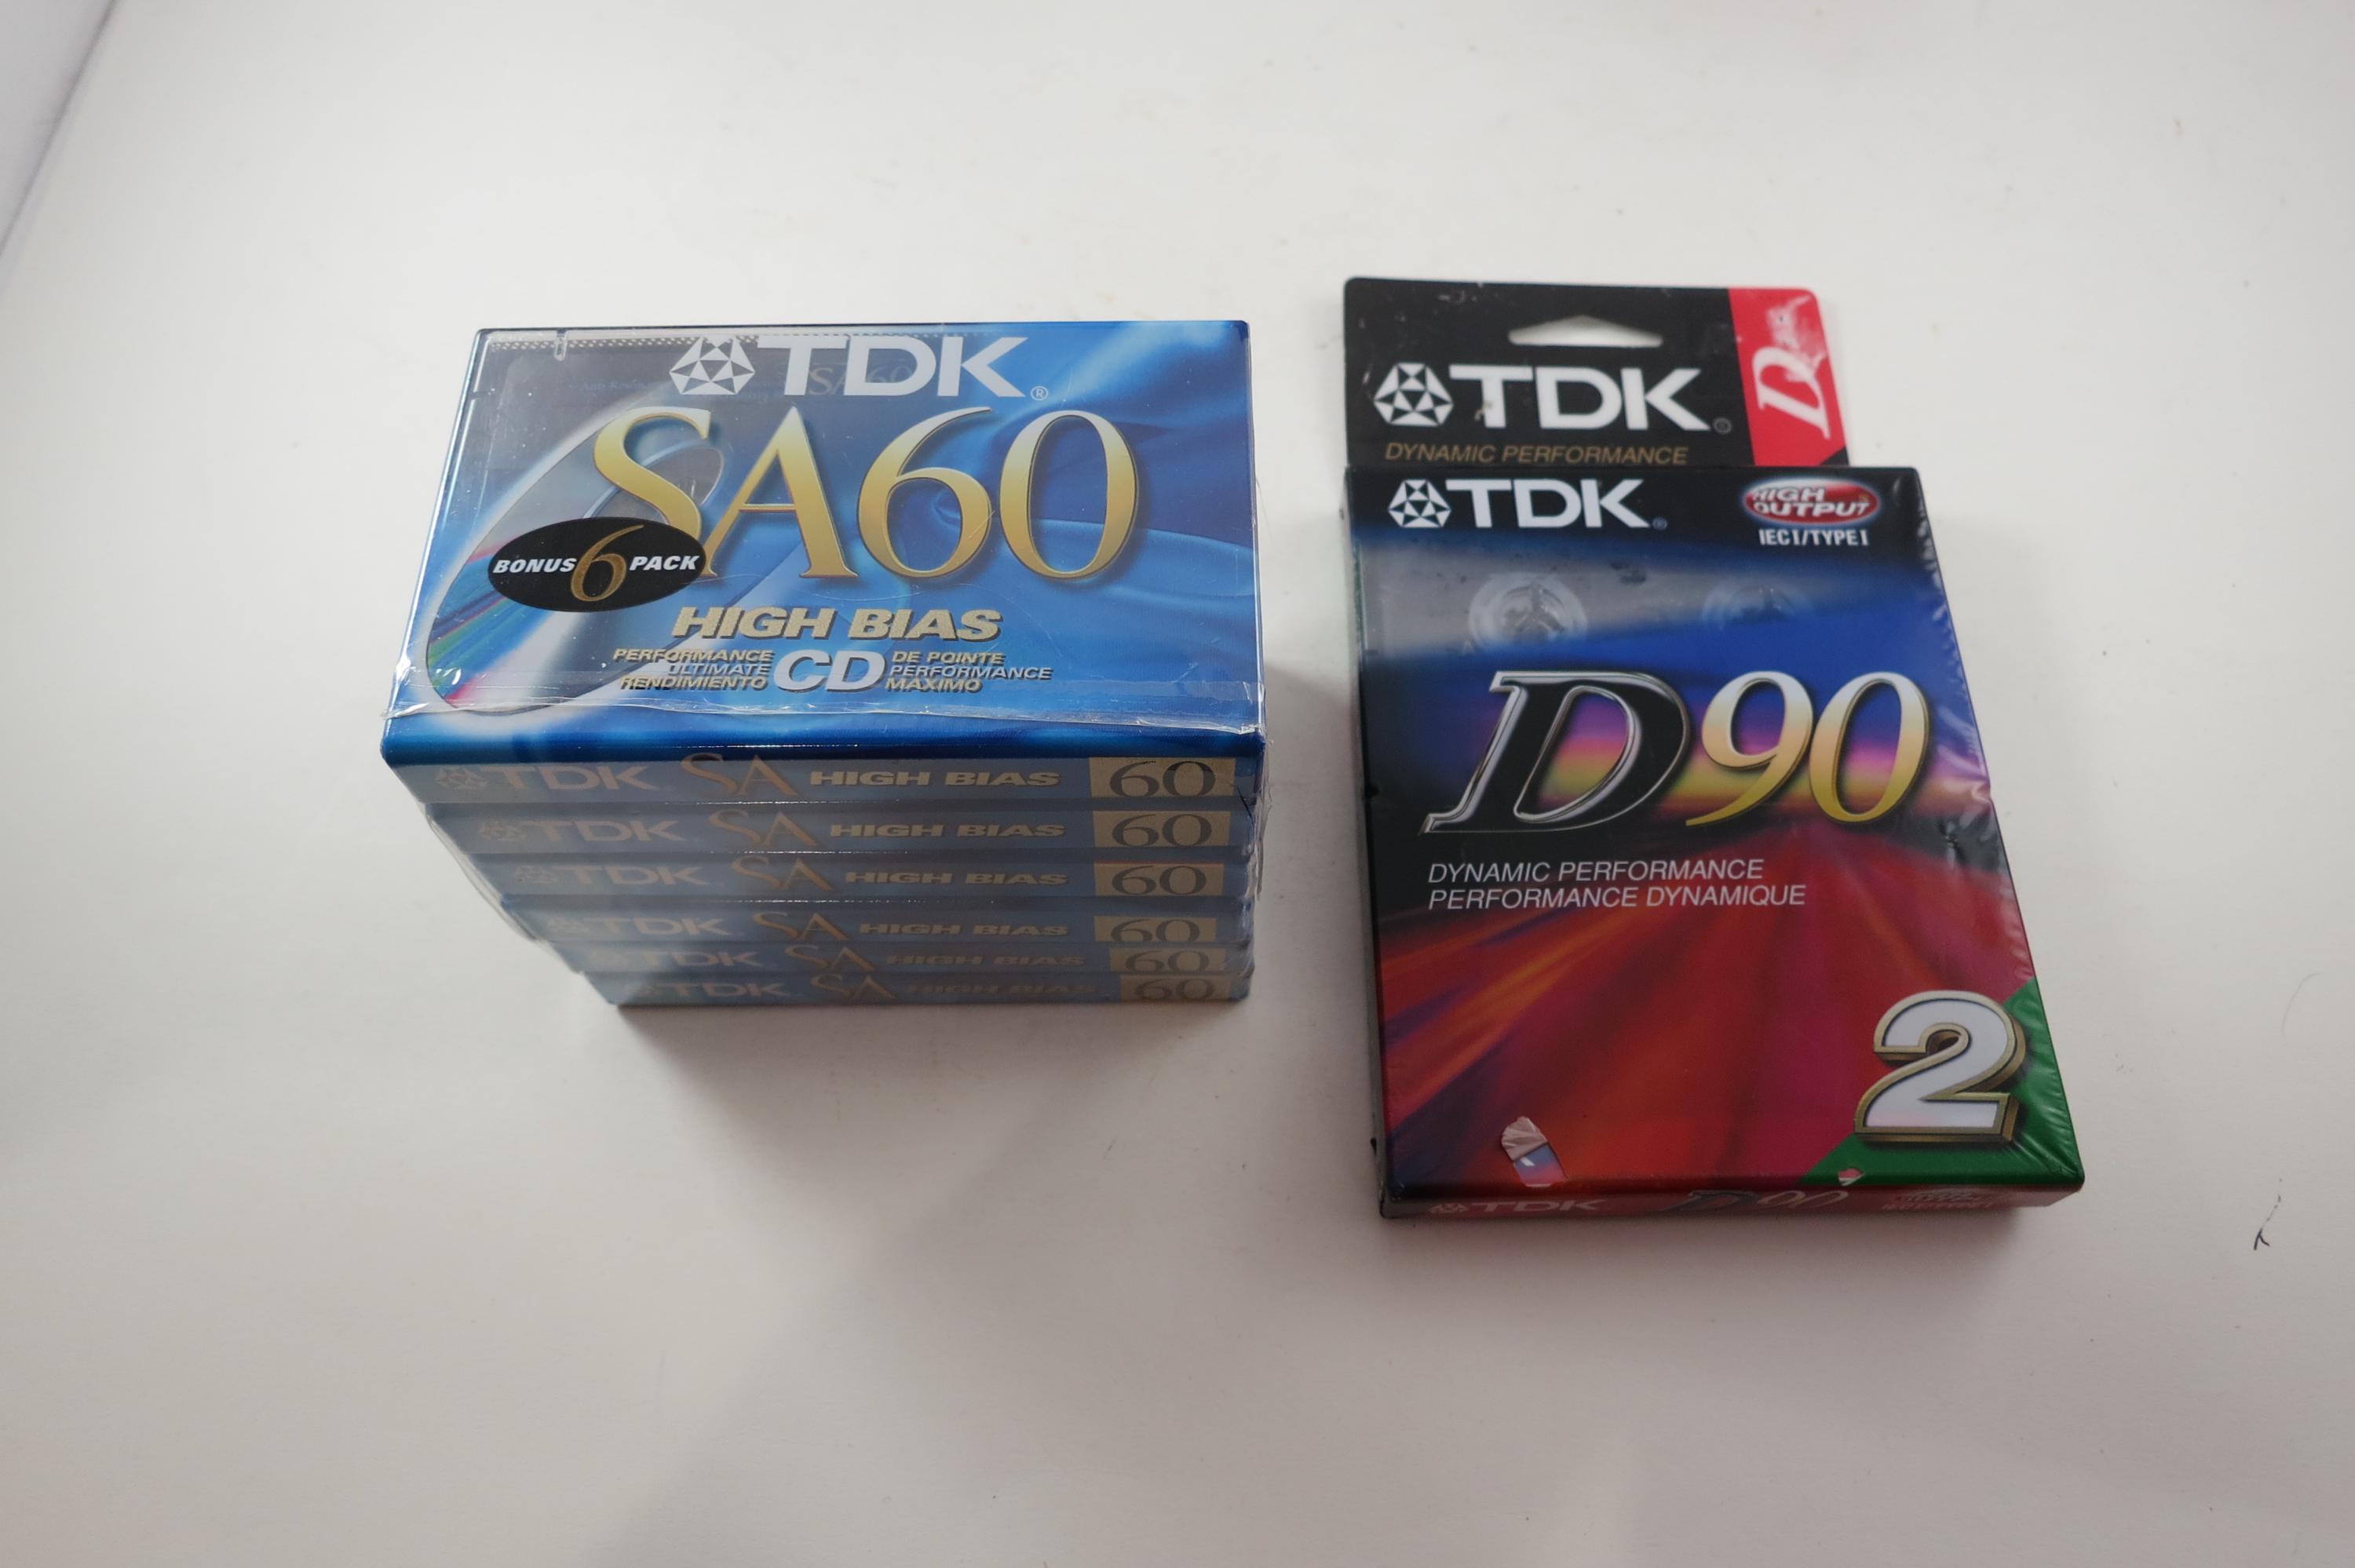 TDK®
SA60
BONUS 6 PACK
HIGH BIAS
PERFORMANCE CD DE POINTE
ULTIMATE PERFORMANCE
RENDIMIENTO MAXIMO
TDK SA HIGH BIAS 60
TDK SA HIGH BIAS 60
TDK SA HIGH BIAS 60
TDK SA HIGH BIAS 60
TDK SA HIGH BIAS 60
TDK SA HIGH BIAS 60
TDK® D
DYNAMIC PERFORMANCE
TDK® HIGH OUTPUT
IEC I/TYPE I
D90
DYNAMIC PERFORMANCE
PERFORMANCE DYNAMIQUE
2
TDK D90